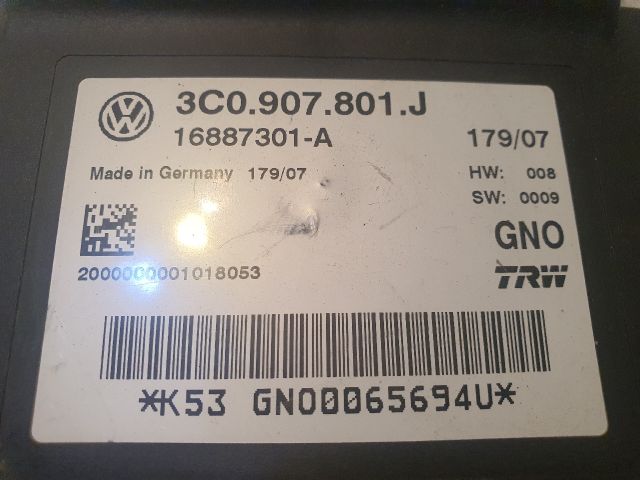 3C0.907.801.J
16887301-A 179/07
Made in Germany 179/07 HW: 008
SW: 0009
GNO
2000000001018053
TRW
*K53 GNO0065694U*